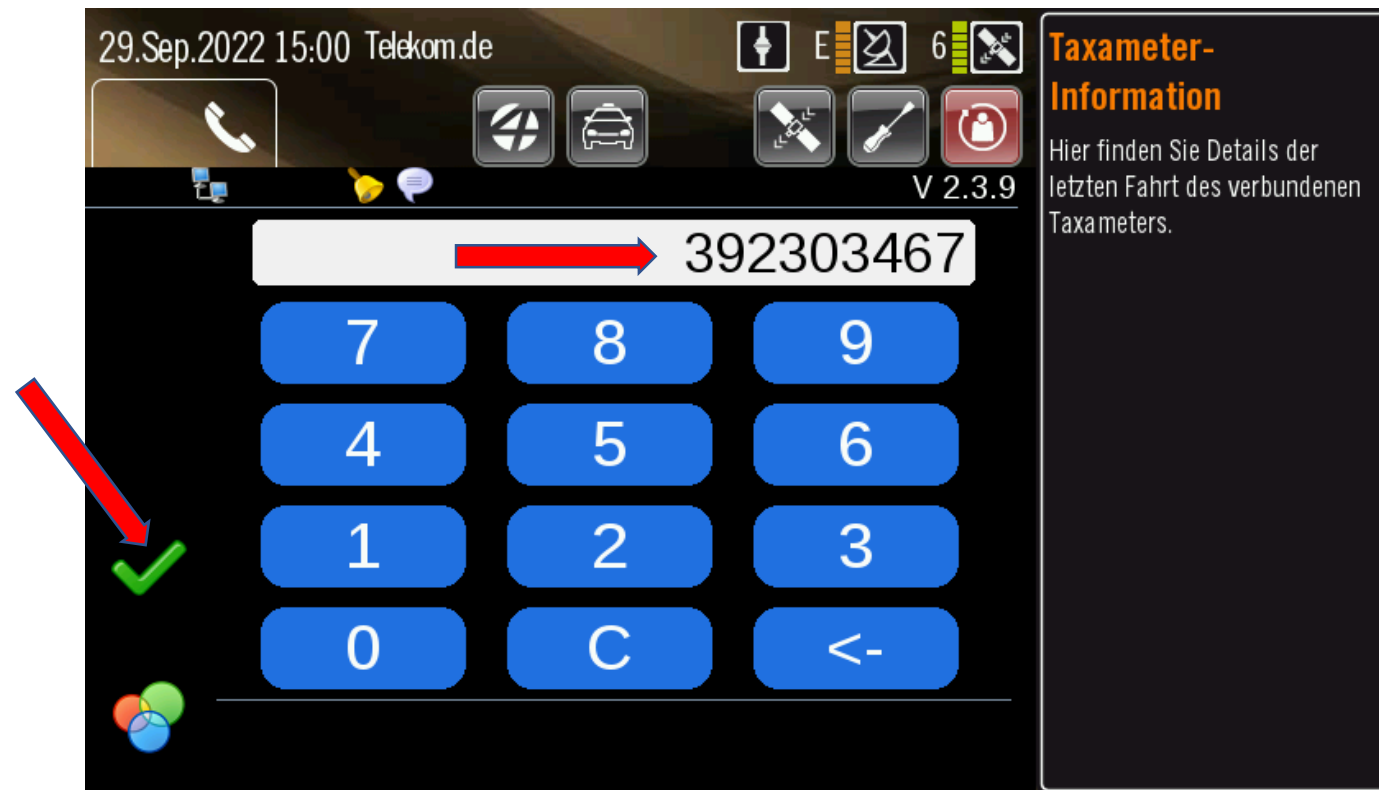 29.Sep.2022 15:00 Telekom.de E 6
V 2.3.9
392303467
7 8 9
4 5 6
1 2 3
0 C <-
Taxameter-
Information
Hier finden Sie Details der
letzten Fahrt des verbundenen
Taxameters.